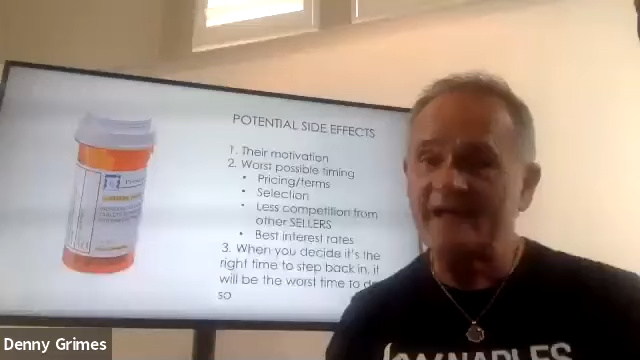 POTENTIAL SIDE EFFECTS
1. Their motivation
2. Worst possible timing
• Pricing/terms
• Selection
• Less competition from
other SELLERS
• Best interest rates
3. When you decide it's the
right time to step back in, it
will be the worst time to d
so
Denny Grimes